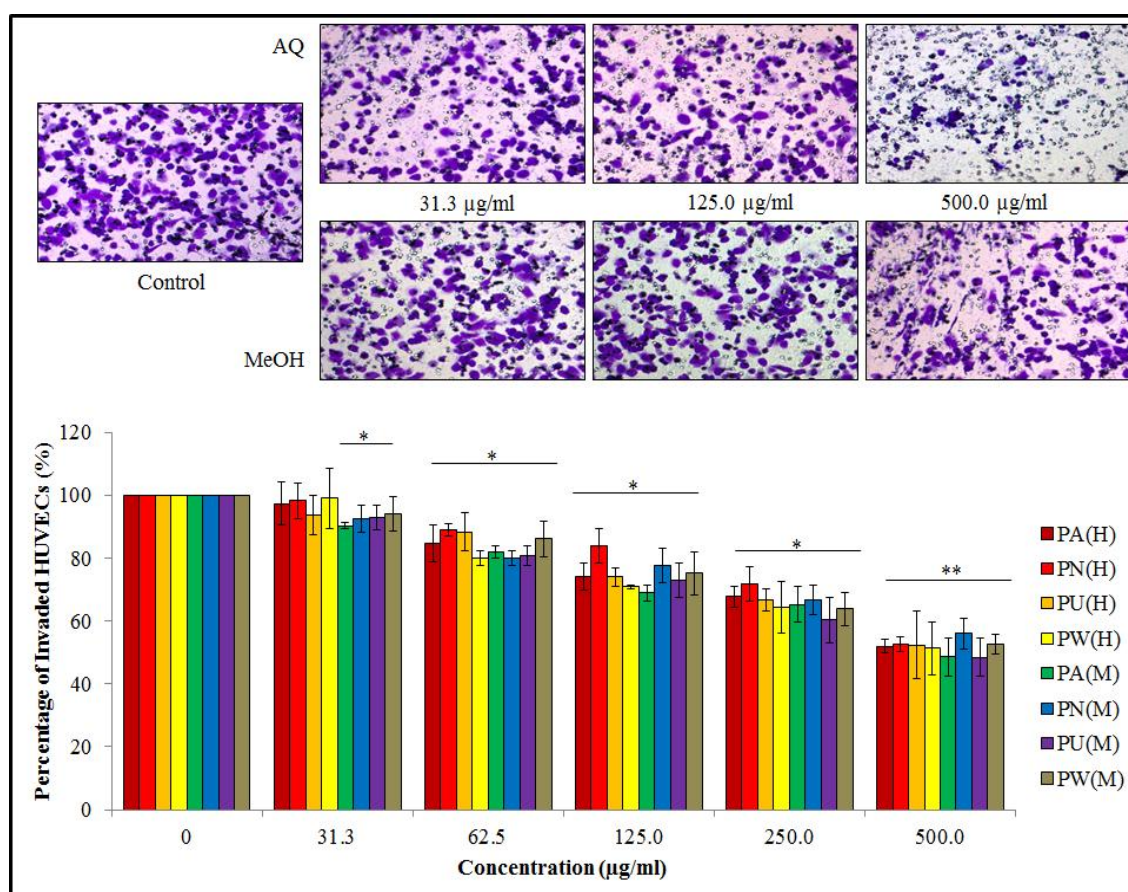 AQ
Control
31.3 µg/ml
125.0 µg/ml
500.0 µg/ml
MeOH
Percentage of Invaded HUVECs (%)
120
100
80
60
40
20
0
*
*
*
*
**
0
31.3
62.5
125.0
250.0
500.0
Concentration (µg/ml)
PA(H)
PN(H)
PU(H)
PW(H)
PA(M)
PN(M)
PU(M)
PW(M)